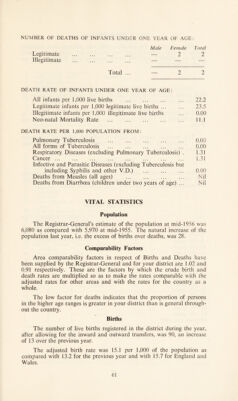 NUMBER OF DEATHS OF INFANTS UNDER ONE YEAR OF AGE:
Male Female Total
Legitimate ... ... ... ... — 2 2
Illegitimate ... ... ... ... — — —
Total ... — 2 2
DEATH RATE OF INFANTS UNDER ONE YEAR OF AGE:
All infants per 1,000 live births ... ... ... ... 22.2
Legitimate infants per 1,000 legitimate live births ... ... 23.5
Illegitimate infants per 1,000 illegitimate live births ... 0.00
Neo-natal Mortality Rate ... ... ... ... 11.1
DEATH RATE PER 1,000 POPULATION FROM:
Pulmonary Tuberculosis ... ... ... ... 0.00
All forms of Tuberculosis ... ... ... ... 0.00
Respiratory Diseases (excluding Pulmonary Tuberculosis) 1.31
Cancer ... ... ... ... ... ... 1.31
Infective and Parasitic Diseases (excluding Tuberculosis but
including Syphilis and other V.D.) ... ... ... 0.00
Deaths from Measles (all ages) ... ... ... Nil
Deaths from Diarrhoea (children under two years of age) ... Nil
VITAL STATISTICS
Population
The Registrar-General's estimate of the population at mid-1956 was
6,080 as compared with 5,970 at mid-1955. The natural increase of the
population last year, i.e. the excess of births over deaths, was 28.
Comparability Factors
Area comparability factors in respect of Births and Deaths have
been supplied by the Registrar-General and for your district are 1.02 and
0.91 respectively. These are the factors by which the crude birth and
death rates are multiplied so as to make the rates comparable with the
adjusted rates for other areas and with the rates for the country as a
whole.
The low factor for deaths indicates that the proportion of persons
in the higher age ranges is greater in your district than is general through-
out the country.
Births
The number of live births registered in the district during the year,
after allowing for the inward and outward transfers, was 90, an increase
of 13 over the previous year.
The adjusted birth rate was 15.1 per 1,000 of the population as
compared with 13.2 for the previous year and with 15.7 for England and
Wales.
41